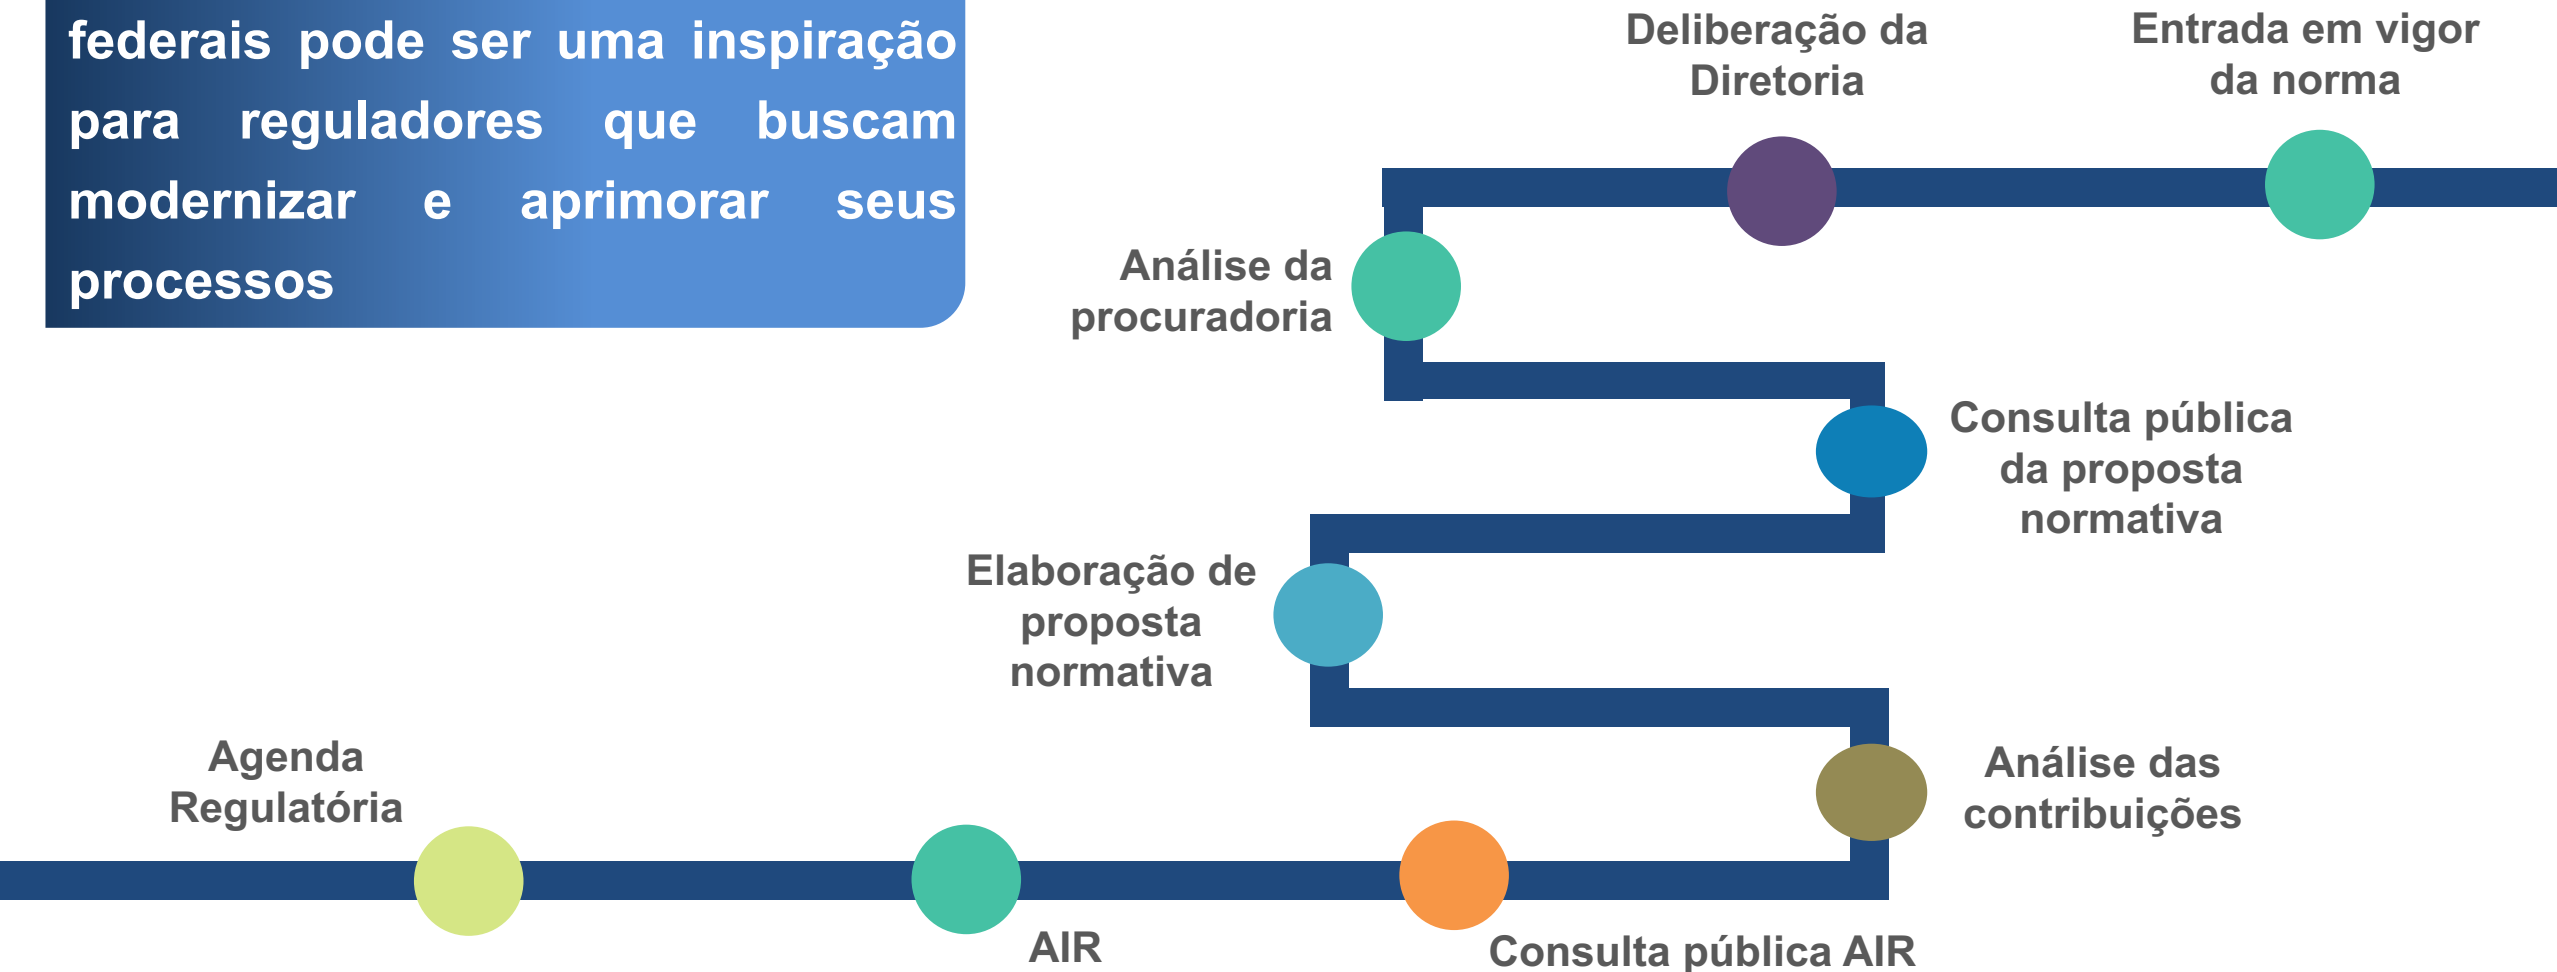 federais pode ser uma inspiração
para reguladores que buscam
modernizar e aprimorar seus
processos
Deliberação da
Diretoria
Entrada em vigor
da norma
Análise da
procuradoria
Consulta pública
da proposta
normativa
Elaboração de
proposta
normativa
Agenda
Regulatória
Análise das
contribuições
AIR
Consulta pública AIR